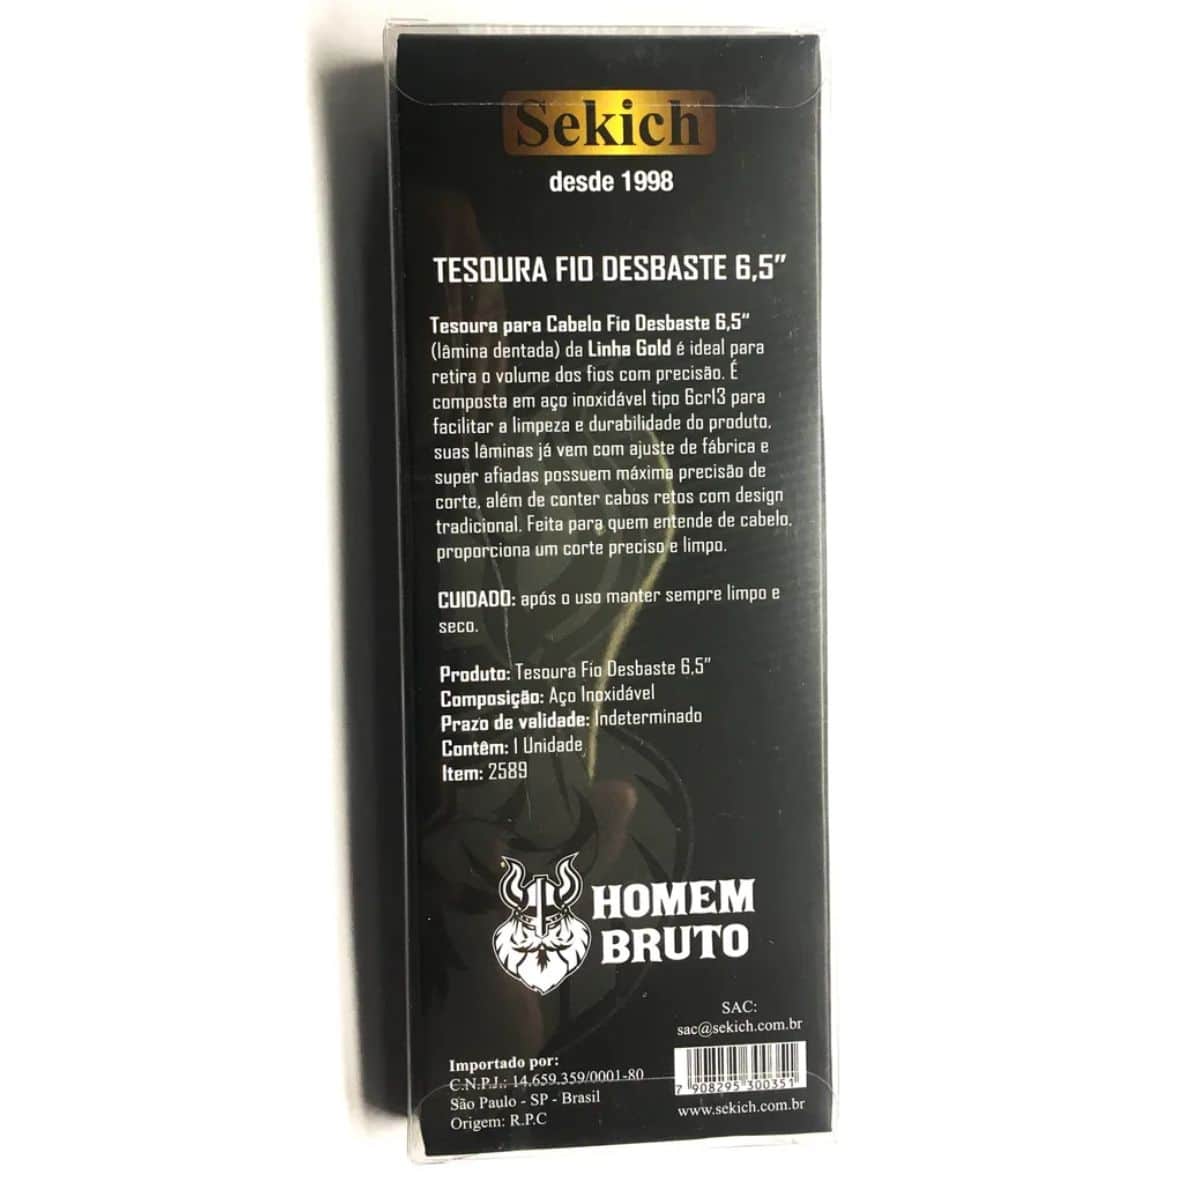 Sekich
desde 1998
TESOURA FIO DESBASTE 6,5”
Tesoura para Cabelo Fio Desbaste 6,5”
(lâmina dentada) da Linha Gold é ideal para
retira o volume dos fios com precisão. É
composta em aço inoxidável tipo 6cr13 para
facilitar a limpeza e durabilidade do produto,
suas lâminas já vem com ajuste de fábrica e
super afiadas possuem máxima precisão de
corte, além de conter cabos retos com design
tradicional. Feita para quem entende de cabelo,
proporciona um corte preciso e limpo.
CUIDADO: após o uso manter sempre limpo e
seco.
Produto: Tesoura Fio Desbaste 6,5”
Composição: Aço Inoxidável
Prazo de validade: Indeterminado
Contêm: 1 Unidade
Item: 2589
HOMEM
BRUTO
SAC:
sac@sekich.com.br
Importado por:
C.N.P.J.: 14.659.359/0001-80
São Paulo - SP - Brasil
Origem: R.P.C
7 908295 300351
www.sekich.com.br